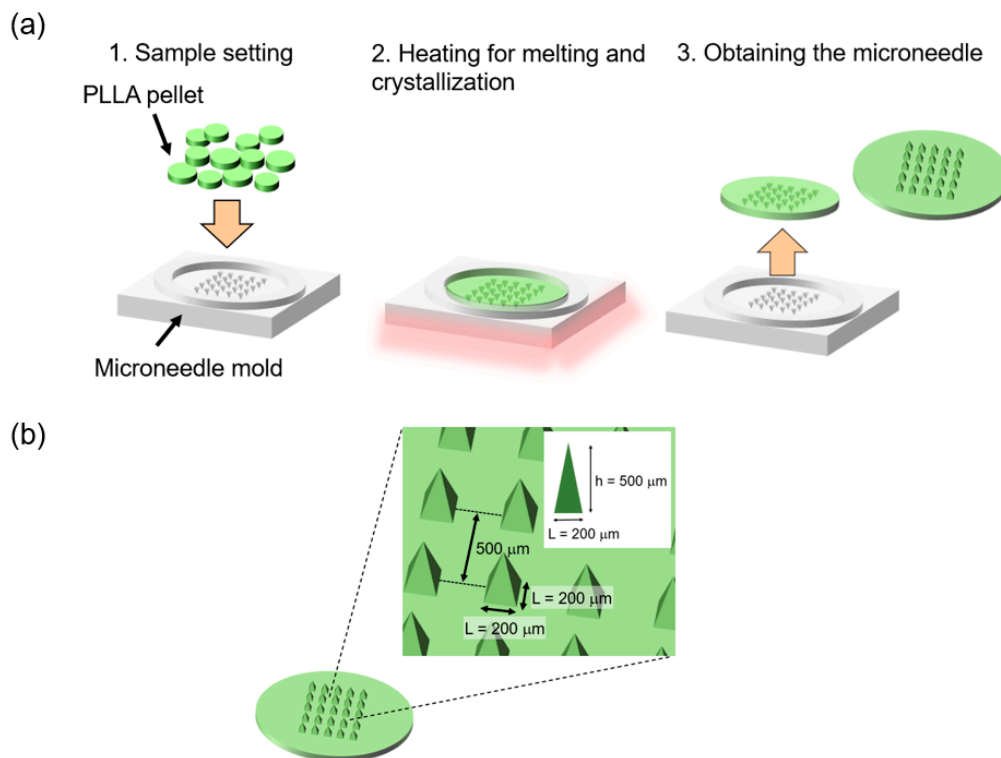 (a)
1. Sample setting
2. Heating for melting and
crystallization
3. Obtaining the microneedle
PLLA pellet
Microneedle mold
(b)
h = 500 μm
L = 200 μm
500 μm
L = 200 μm
L = 200 μm